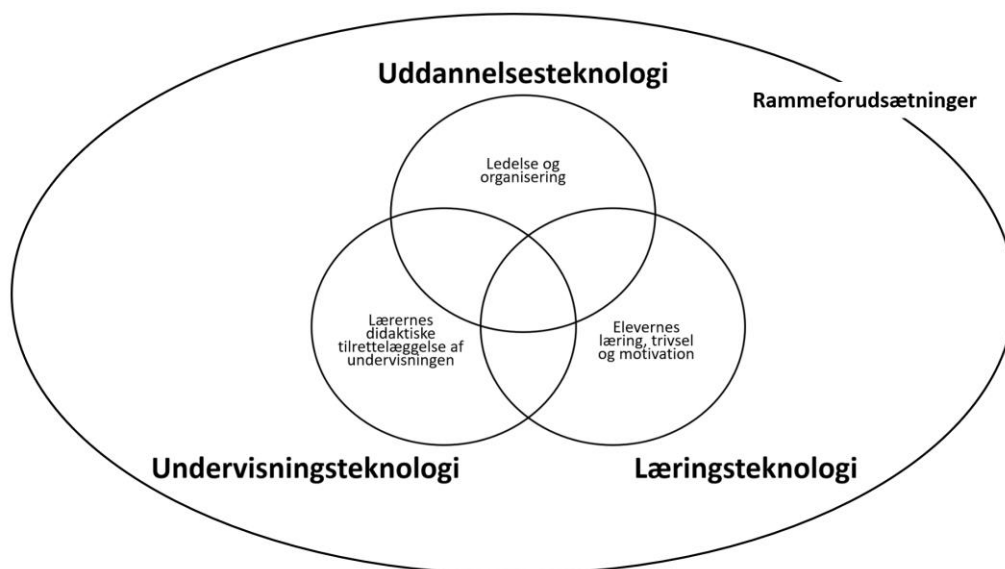 Uddannelsesteknologi
Rammeforudsætninger
Ledelse og
organisering
Lærernes
didaktiske
tilrettelæggelse af
undervisningen
Elevernes
læring, trivsel
og motivation
Undervisningsteknologi
Læringsteknologi